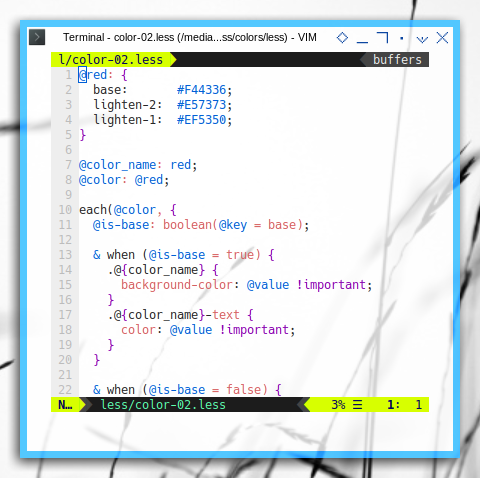 Terminal - color-02.less (/media...ss/colors/less) - VIM
l/color-02.less buffers
1 @red: {
2 base: #F44336;
3 lighten-2: #E57373;
4 lighten-1: #EF5350;
5 }
6
7 @color_name: red;
8 @color: @red;
9
10 each(@color, {
11 @is-base: boolean(@key = base);
12
13 & when (@is-base = true) {
14 .@{color_name} {
15 background-color: @value !important;
16 }
17 .@{color_name}-text {
18 color: @value !important;
19 }
20 }
21
22 & when (@is-base = false) {
N… less/color-02.less 3% ☰ 1: 1